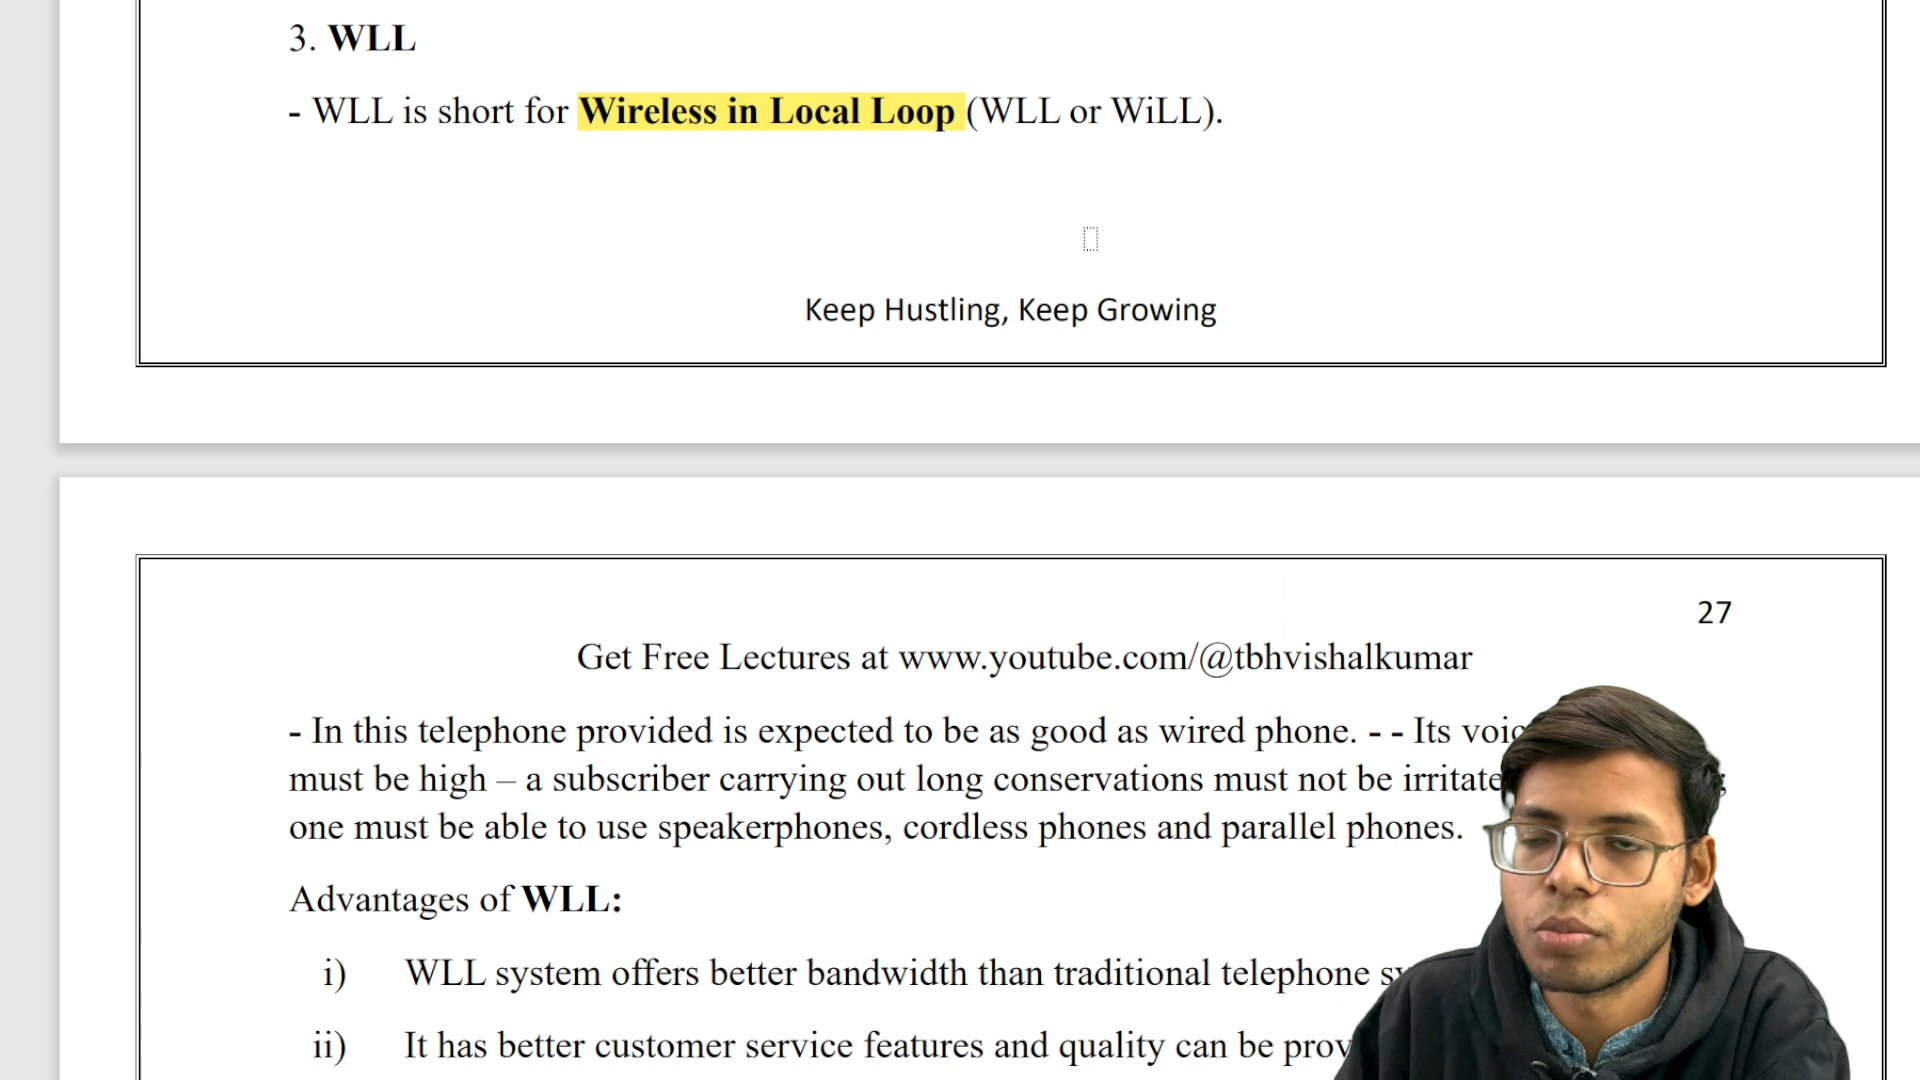 3. WLL
- WLL is short for Wireless in Local Loop (WLL or WiLL).
Keep Hustling, Keep Growing
27
Get Free Lectures at www.youtube.com/@tbhvishalkumar
- In this telephone provided is expected to be as good as wired phone. - - Its
must be high – a subscriber carrying out long conservations must not be
one must be able to use speakerphones, cordless phones and parallel phones.
Advantages of WLL:
i) WLL system offers better bandwidth than traditional telephone
ii) It has better customer service features and quality can be